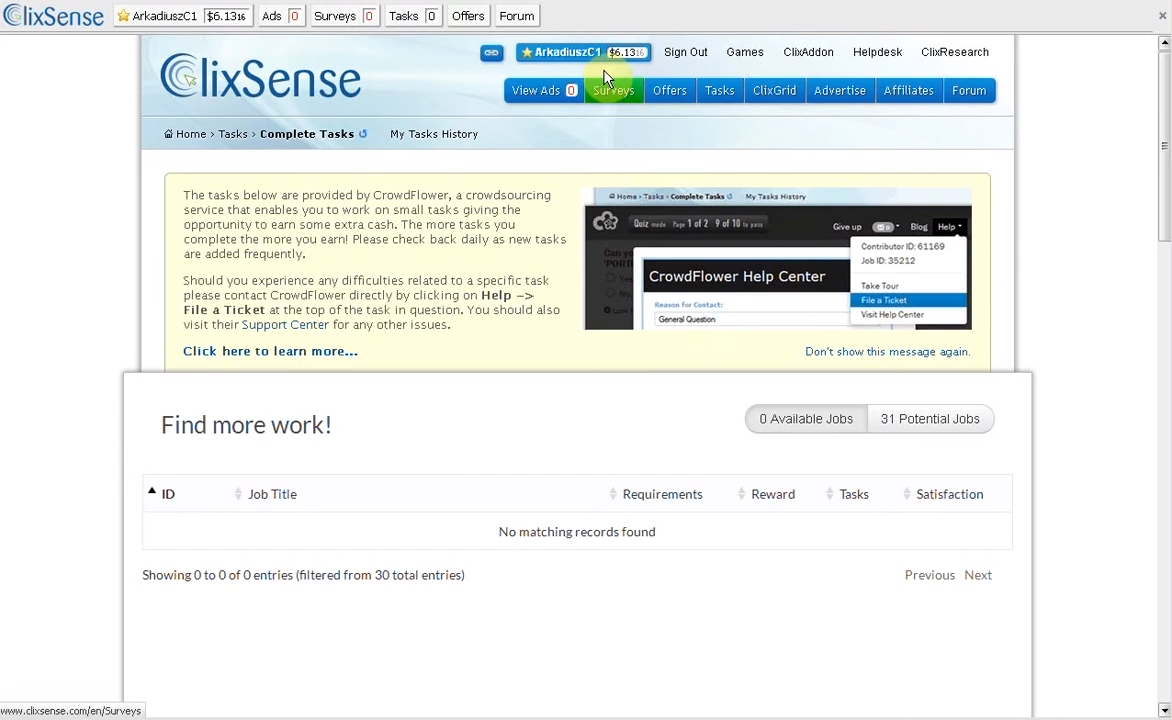 ClixSense
ArkadiuszC1 $6.1316 Ads 0 Surveys 0 Tasks 0 Offers Forum
ClixSense
ArkadiuszC1 $6.1316 Sign Out Games ClixAddon Helpdesk ClixResearch
View Ads 0 Surveys Offers Tasks ClixGrid Advertise Affiliates Forum
Home › Tasks › Complete Tasks My Tasks History
The tasks below are provided by CrowdFlower, a crowdsourcing
service that enables you to work on small tasks giving the
opportunity to earn some extra cash. The more tasks you
complete the more you earn! Please check back daily as new tasks
are added frequently.
Should you experience any difficulties related to a specific task
please contact CrowdFlower directly by clicking on Help −>
File a Ticket at the top of the task in question. You should also
visit their Support Center for any other issues.
Click here to learn more...
Home › Tasks › Complete Tasks My Tasks History
Quiz mode Page 1 of 2 9 of 10 to pass Give up Blog Help
Can yo
'PORT
Yes
CrowdFlower Help Center
Reason for Contact:
General Question
Contributor ID: 61169
Job ID: 35212
Take Tour
File a Ticket
Visit Help Center
Don't show this message again.
Find more work!
0 Available Jobs 31 Potential Jobs
ID Job Title Requirements Reward Tasks Satisfaction
No matching records found
Showing 0 to 0 of 0 entries (filtered from 30 total entries)
Previous Next
www.clixsense.com/en/Surveys